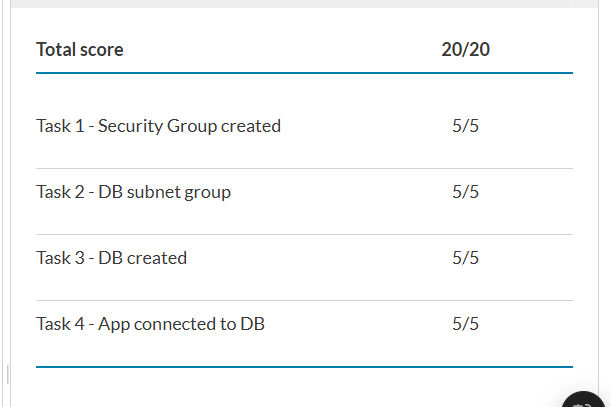 Total score 20/20
Task 1 - Security Group created 5/5
Task 2 - DB subnet group 5/5
Task 3 - DB created 5/5
Task 4 - App connected to DB 5/5